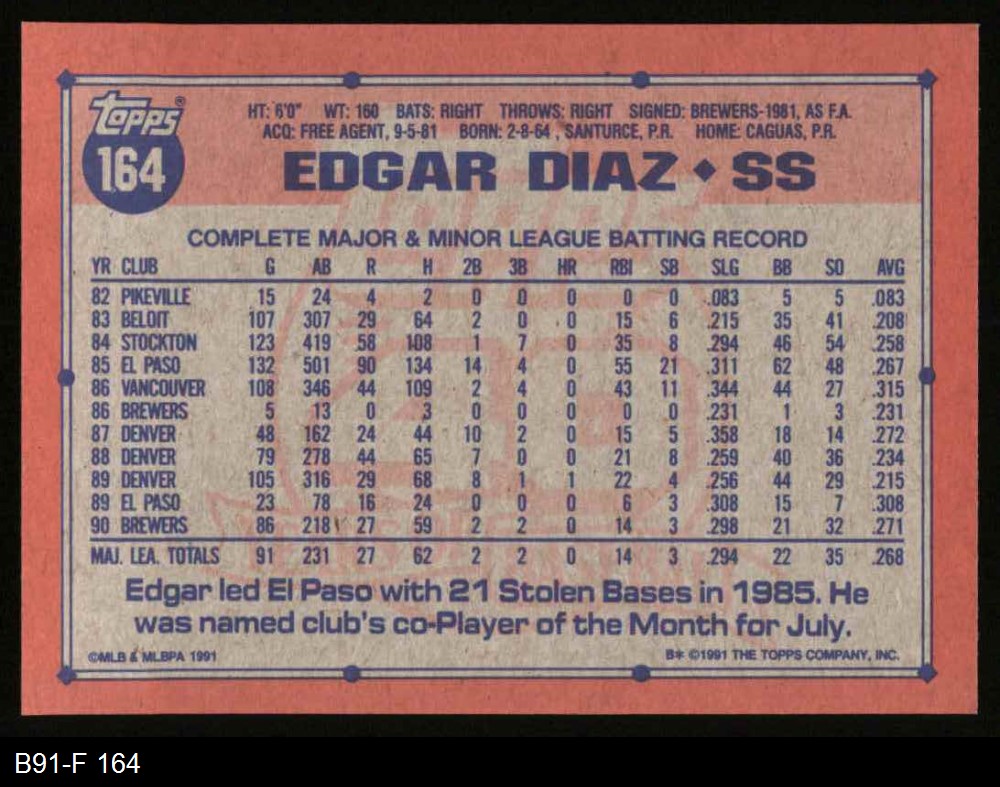 Topps®
164
HT: 6'0" WT: 160 BATS: RIGHT THROWS: RIGHT SIGNED: BREWERS-1981, AS F.A.
ACQ: FREE AGENT, 9-5-81 BORN: 2-8-64, SANTURCE, P.R. HOME: CAGUAS, P.R.
EDGAR DIAZ ♦ SS
COMPLETE MAJOR & MINOR LEAGUE BATTING RECORD
YR CLUB G AB R H 2B 3B HR RBI SB SLG BB SO AVG
82 PIKEVILLE 15 24 4 2 0 0 0 0 0 .083 5 5 .083
83 BELOIT 107 307 29 64 2 0 0 15 6 .215 35 41 .208
84 STOCKTON 123 419 58 108 1 7 0 35 8 .294 46 54 .258
85 EL PASO 132 501 90 134 14 4 0 55 21 .311 62 48 .267
86 VANCOUVER 108 346 44 109 2 4 0 43 11 .344 44 27 .315
86 BREWERS 5 13 0 3 0 0 0 0 0 .231 1 3 .231
87 DENVER 48 162 24 44 10 2 0 15 5 .358 18 14 .272
88 DENVER 79 278 44 65 7 0 0 21 8 .259 40 36 .234
89 DENVER 105 316 29 68 8 1 1 22 4 .256 44 29 .215
89 EL PASO 23 78 16 24 0 0 0 6 3 .308 15 7 .308
90 BREWERS 86 218 27 59 2 2 0 14 3 .298 21 32 .271
MAJ. LEA. TOTALS 91 231 27 62 2 2 0 14 3 .294 22 35 .268
Edgar led El Paso with 21 Stolen Bases in 1985. He
was named club's co-Player of the Month for July.
©MLB & MLBPA 1991 B* ©1991 THE TOPPS COMPANY, INC.
B91-F 164